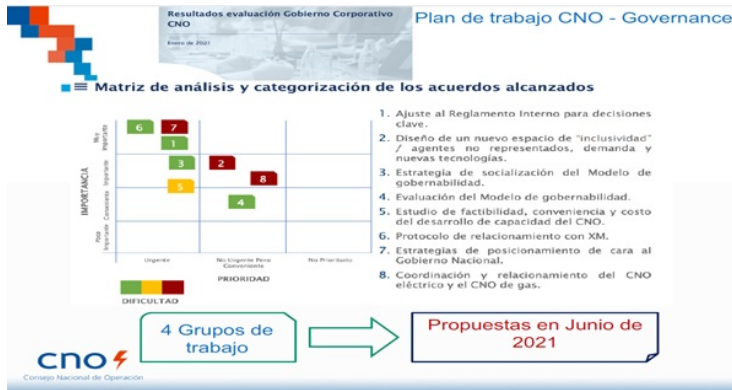 Resultados evaluación Gobierno Corporativo
CNO
Enero de 2021
Plan de trabajo CNO - Governance
Matriz de análisis y categorización de los acuerdos alcanzados
IMPORTANCIA
Muy
Importante
Importante
Conveniente
Poco
Importante
6
7
1
3
2
5
8
4
Urgente
No Urgente Pero
Conveniente
No Prioritario
PRIORIDAD
DIFICULTAD
1. Ajuste al Reglamento Interno para decisiones
clave.
2. Diseño de un nuevo espacio de "inclusividad"
/ agentes no representados, demanda y
nuevas tecnologías.
3. Estrategia de socialización del Modelo de
gobernabilidad.
4. Evaluación del Modelo de gobernabilidad.
5. Estudio de factibilidad, conveniencia y costo
del desarrollo de capacidad del CNO.
6. Protocolo de relacionamiento con XM.
7. Estrategias de posicionamiento de cara al
Gobierno Nacional.
8. Coordinación y relacionamiento del CNO
eléctrico y el CNO de gas.
4 Grupos de
trabajo
Propuestas en Junio de
2021
cno
Consejo Nacional de Operación